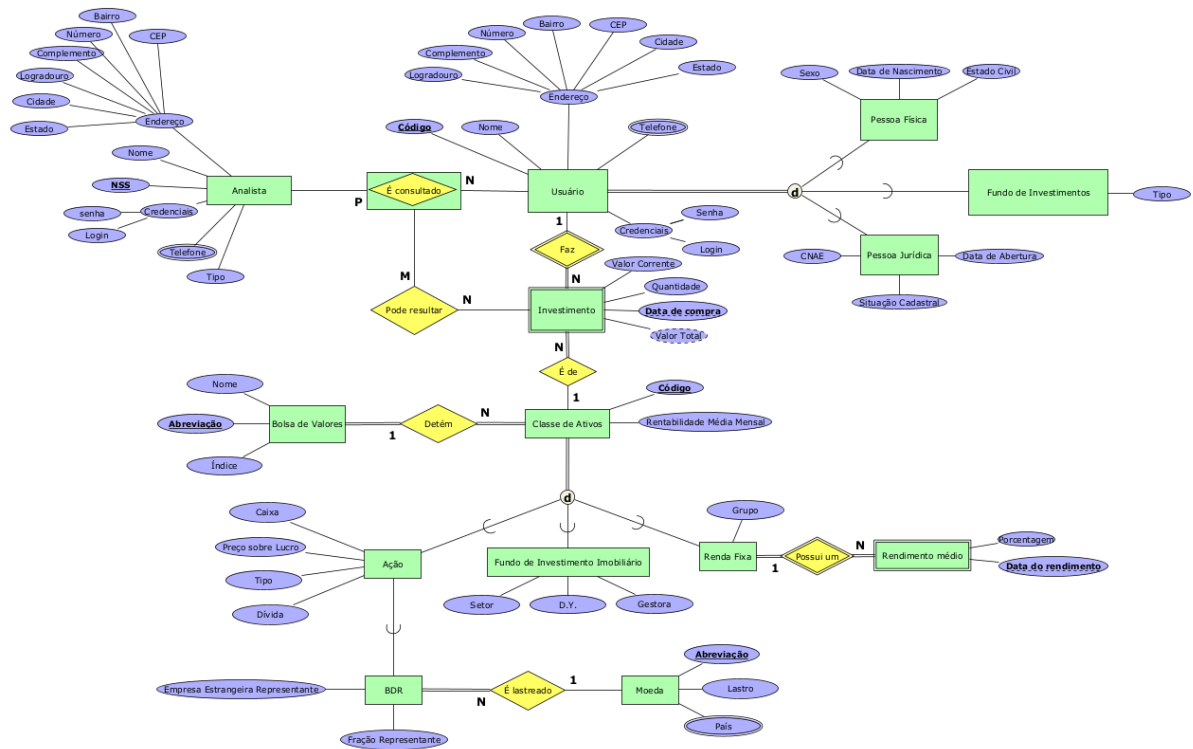 Bairro
Número
CEP
Complemento
Logradouro
Cidade
Estado
Endereço
Nome
NSS
senha
Credenciais
Login
Telefone
Tipo
Analista
É consultado
P
N
M
Pode resultar
N
Bairro
CEP
Número
Cidade
Complemento
Estado
Logradouro
Endereço
Código
Nome
Telefone
Usuário
1
Senha
Credenciais
Login
Faz
N
Valor Corrente
Quantidade
Data de compra
Valor Total
Investimento
N
É de
1
d
Sexo
Data de Nascimento
Estado Civil
Pessoa Física
Fundo de Investimentos
Tipo
Pessoa Jurídica
CNAE
Data de Abertura
Situação Cadastral
Nome
Abreviação
Índice
Bolsa de Valores
1
Detém
N
Classe de Ativos
Código
Rentabilidade Média Mensal
d
Caixa
Preço sobre Lucro
Tipo
Dívida
Ação
Fundo de Investimento Imobiliário
Setor
D.Y.
Gestora
Grupo
Renda Fixa
1
Possui um
N
Rendimento médio
Porcentagem
Data do rendimento
Empresa Estrangeira Representante
BDR
Fração Representante
N
É lastreado
1
Moeda
Abreviação
Lastro
País